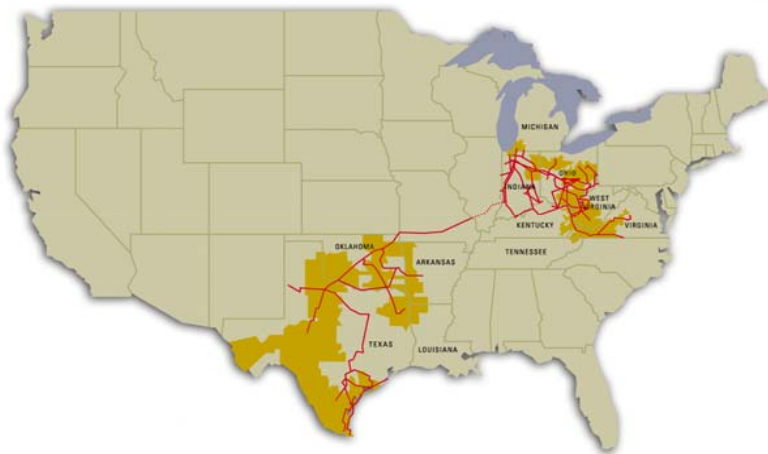 MICHIGAN
OHIO
INDIANA
WEST
VIRGINIA
KENTUCKY
VIRGINIA
TENNESSEE
OKLAHOMA
ARKANSAS
TEXAS
LOUISIANA